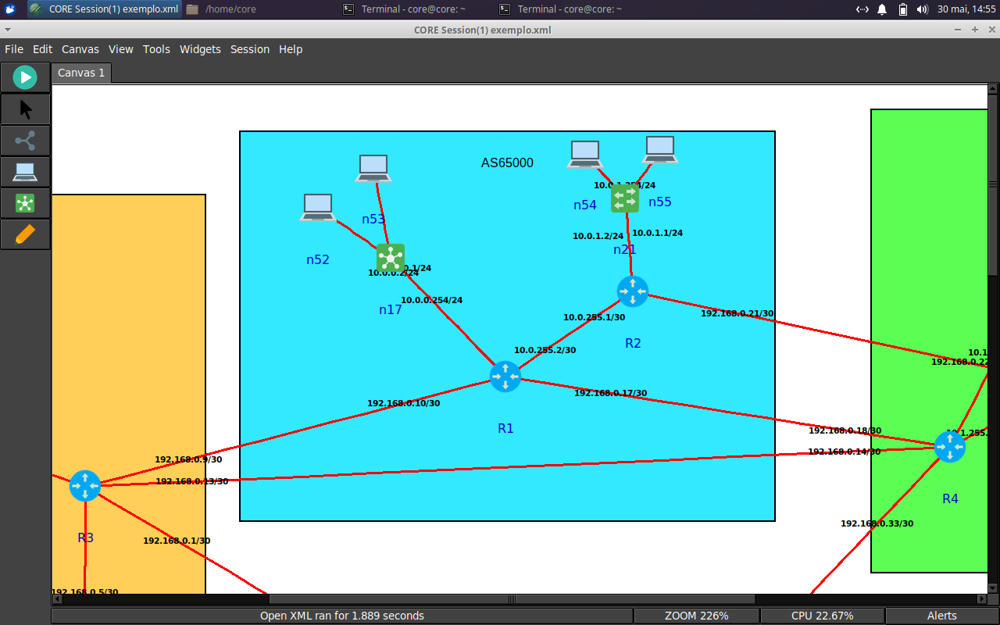 CORE Session(1) exemplo.xml
/home/core
Terminal - core@core: ~
Terminal - core@core: ~
30 mai, 14:55
CORE Session(1) exemplo.xml
File Edit Canvas View Tools Widgets Session Help
Canvas 1
AS65000
n53
n52
n17
10.0.0.2/24
0.1/24
10.0.0.254/24
n54
n55
10.0.1.254/24
10.0.1.2/24
10.0.1.1/24
n21
R2
10.0.255.1/30
10.0.255.2/30
192.168.0.21/30
10.1
192.168.0.22
R1
192.168.0.10/30
192.168.0.17/30
192.168.0.18/30
10.1.255.
192.168.0.14/30
192.168.0.9/30
192.168.0.13/30
R4
R3
192.168.0.33/30
192.168.0.1/30
192.168.0.5/30
Open XML ran for 1.889 seconds
ZOOM 226%
CPU 22.67%
Alerts